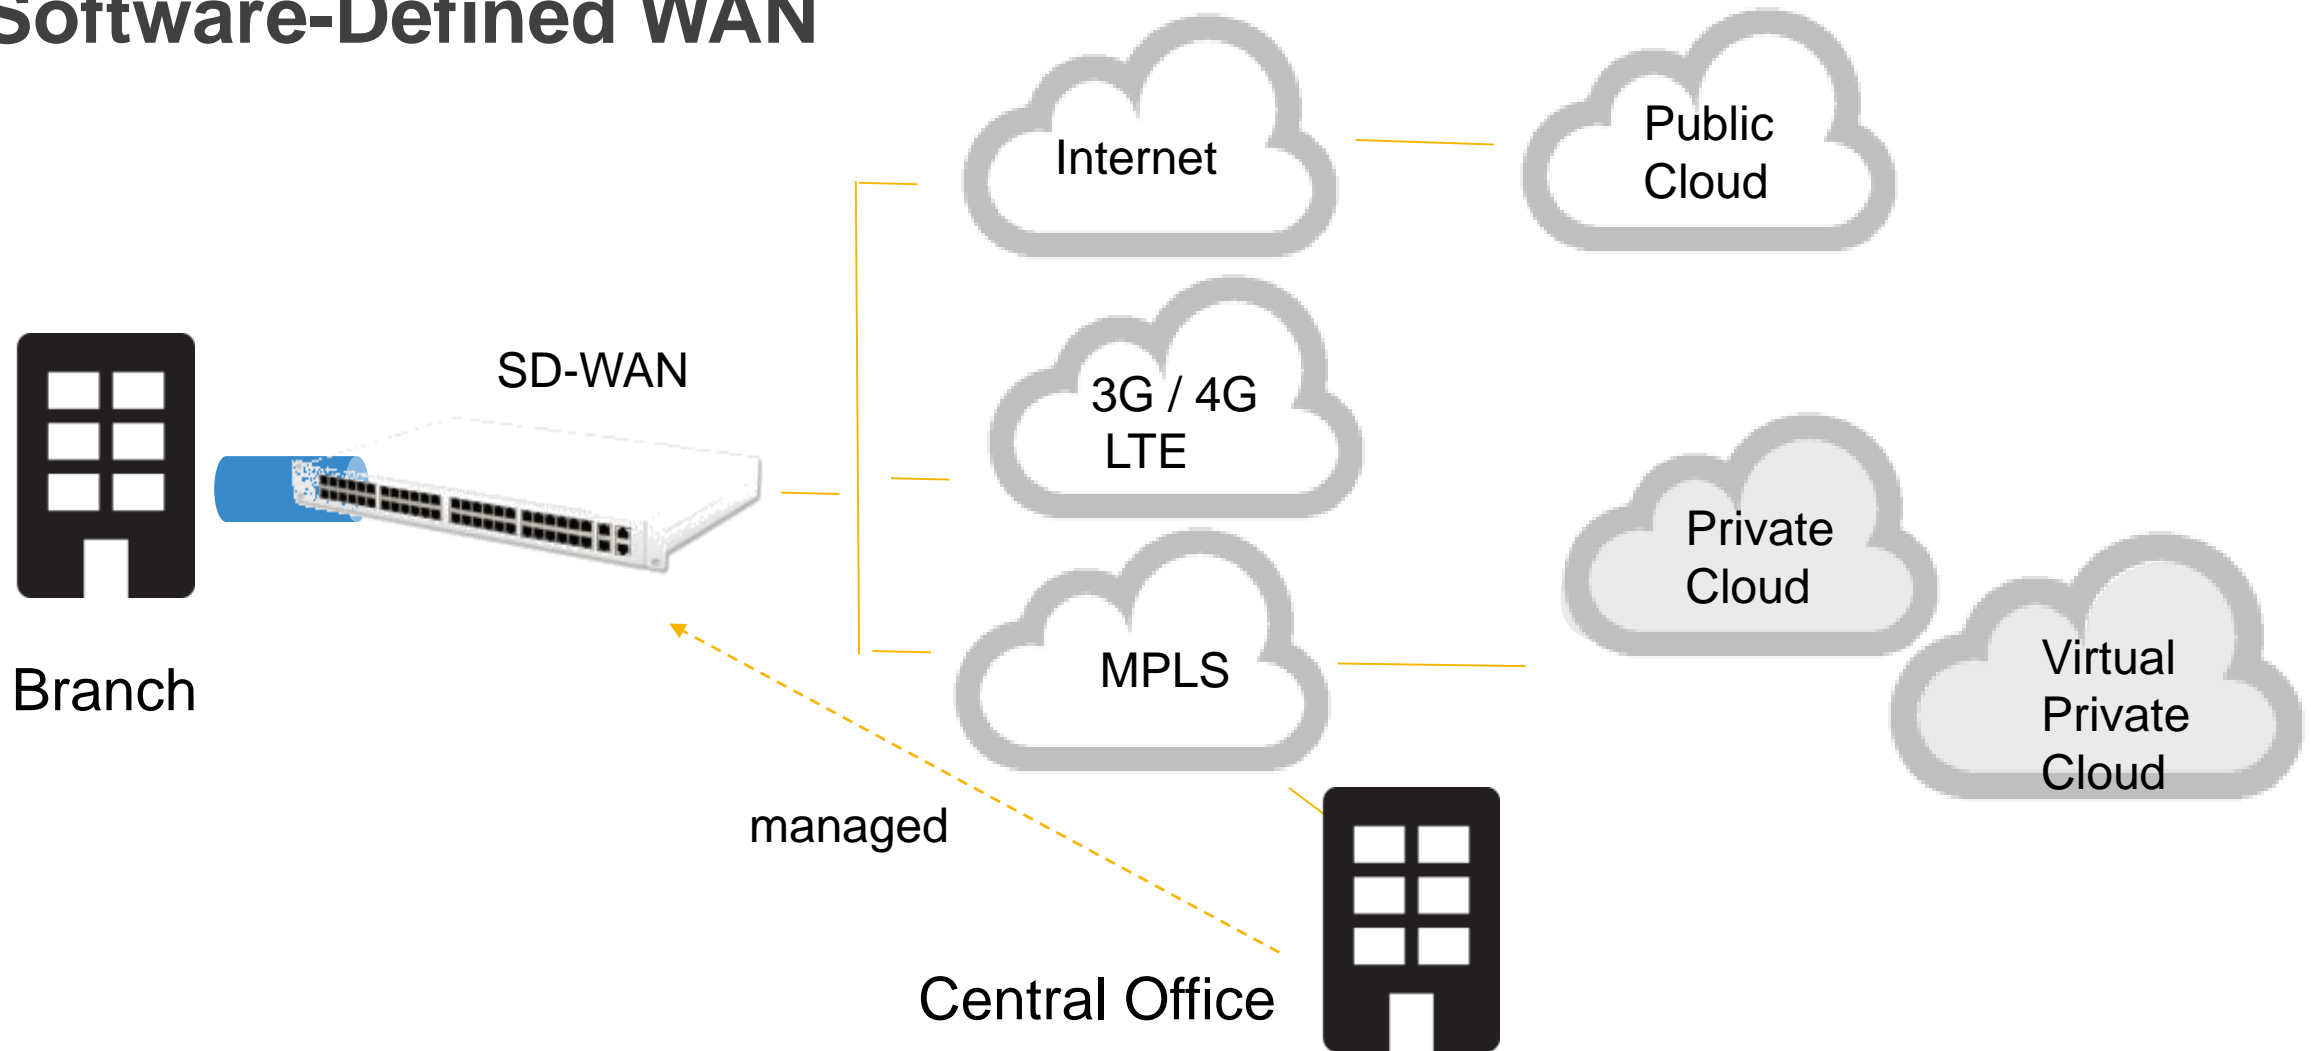 Software-Defined WAN
Internet
Public
Cloud
SD-WAN
3G / 4G
LTE
Private
Cloud
Branch
MPLS
Virtual
Private
Cloud
managed
Central Office